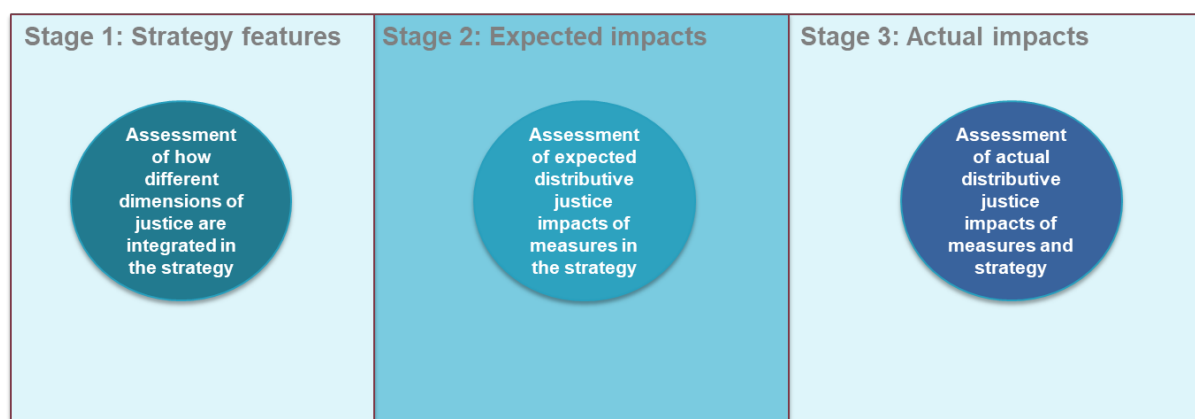 Stage 1: Strategy features
Assessment
of how
different
dimensions of
justice are
integrated in
the strategy
Stage 2: Expected impacts
Assessment
of expected
distributive
justice
impacts of
measures in
the strategy
Stage 3: Actual impacts
Assessment
of actual
distributive
justice
impacts of
measures and
strategy